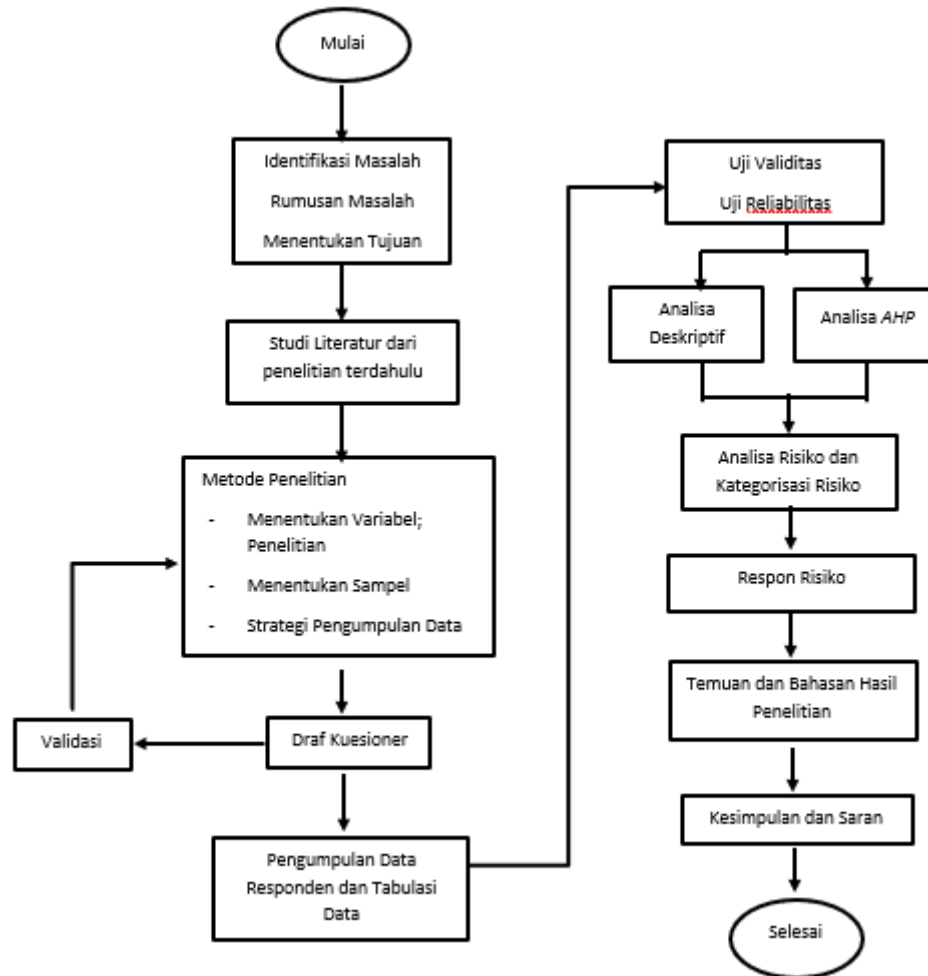 Mulai
Identifikasi Masalah
Rumusan Masalah
Menentukan Tujuan
Studi Literatur dari
penelitian terdahulu
Metode Penelitian
- Menentukan Variabel;
Penelitian
- Menentukan Sampel
- Strategi Pengumpulan Data
Draf Kuesioner
Validasi
Pengumpulan Data
Responden dan Tabulasi
Data
Uji Validitas
Uji Reliabilitas
Analisa
Deskriptif
Analisa AHP
Analisa Risiko dan
Kategorisasi Risiko
Respon Risiko
Temuan dan Bahasan Hasil
Penelitian
Kesimpulan dan Saran
Selesai